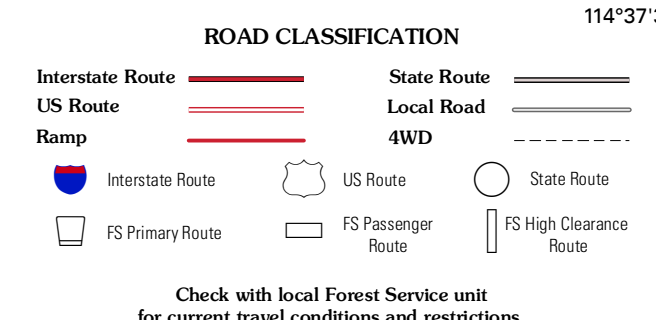 114°37'
ROAD CLASSIFICATION
Interstate Route
State Route
US Route
Local Road
Ramp
4WD
Interstate Route
US Route
State Route
FS Primary Route
FS Passenger
Route
FS High Clearance
Route
Check with local Forest Service unit
for current travel conditions and restrictions